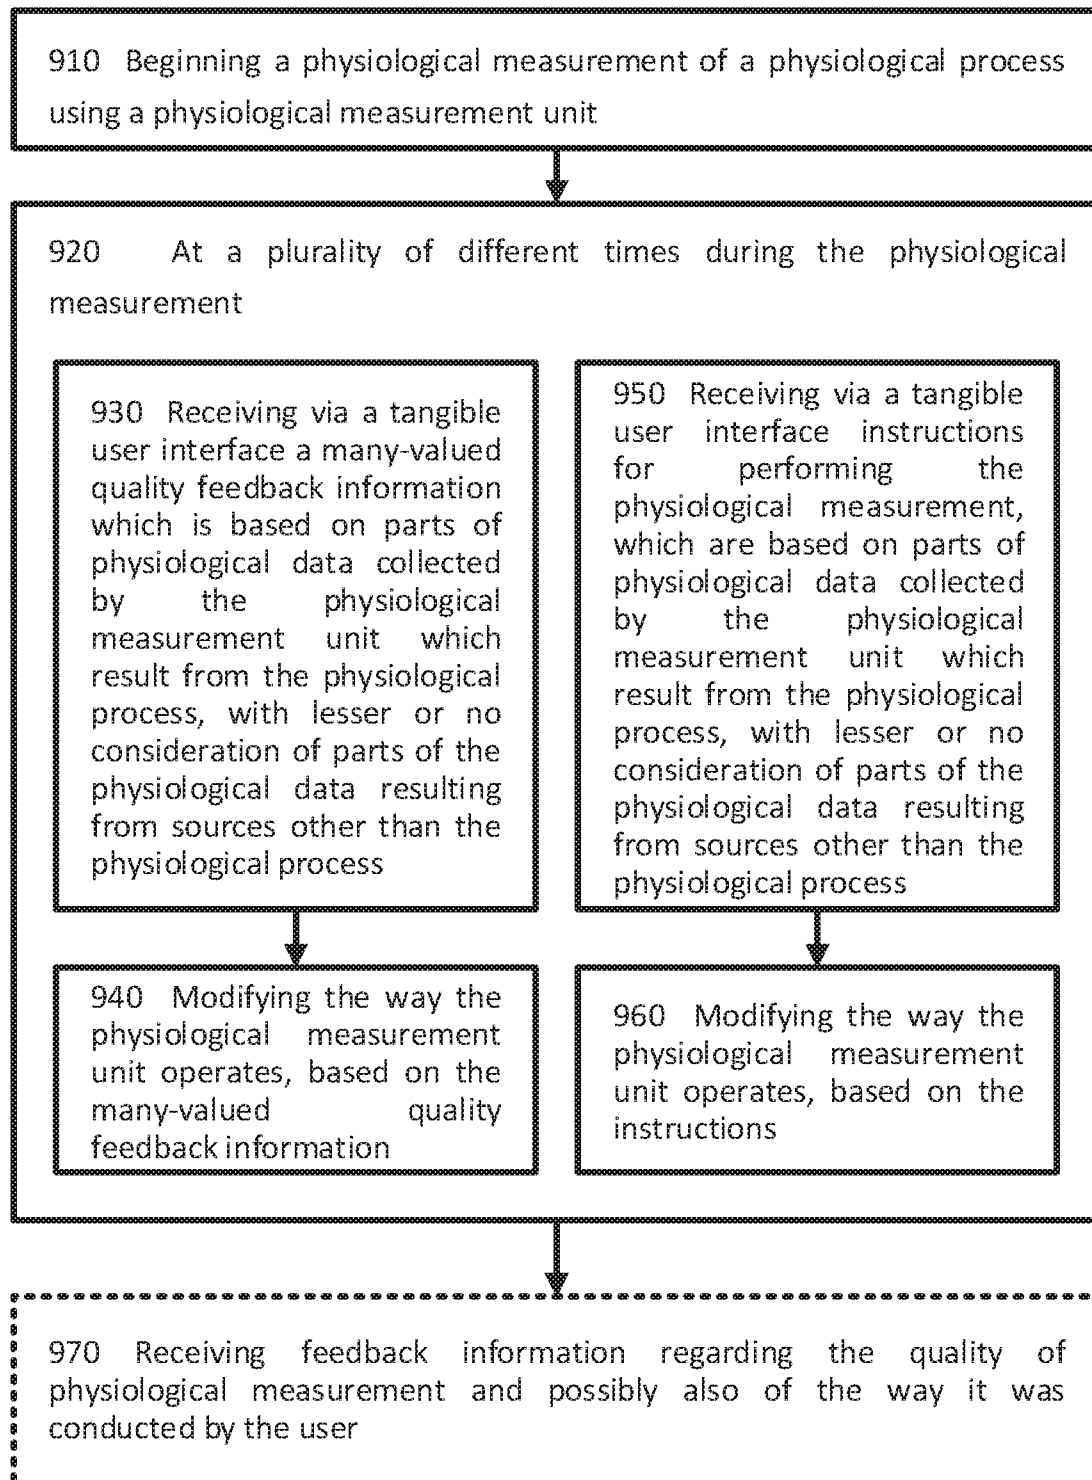 910 Beginning a physiological measurement of a physiological process
using a physiological measurement unit
920 At a plurality of different times during the physiological
measurement
930 Receiving via a tangible
user interface a many-valued
quality feedback information
which is based on parts of
physiological data collected
by the physiological
measurement unit which
result from the physiological
process, with lesser or no
consideration of parts of the
physiological data resulting
from sources other than the
physiological process
940 Modifying the way the
physiological measurement
unit operates, based on the
many-valued quality
feedback information
950 Receiving via a tangible
user interface instructions
for performing the
physiological measurement,
which are based on parts of
physiological data collected
by the physiological
measurement unit which
result from the physiological
process, with lesser or no
consideration of parts of the
physiological data resulting
from sources other than the
physiological process
960 Modifying the way the
physiological measurement
unit operates, based on the
instructions
970 Receiving feedback information regarding the quality of
physiological measurement and possibly also of the way it was
conducted by the user